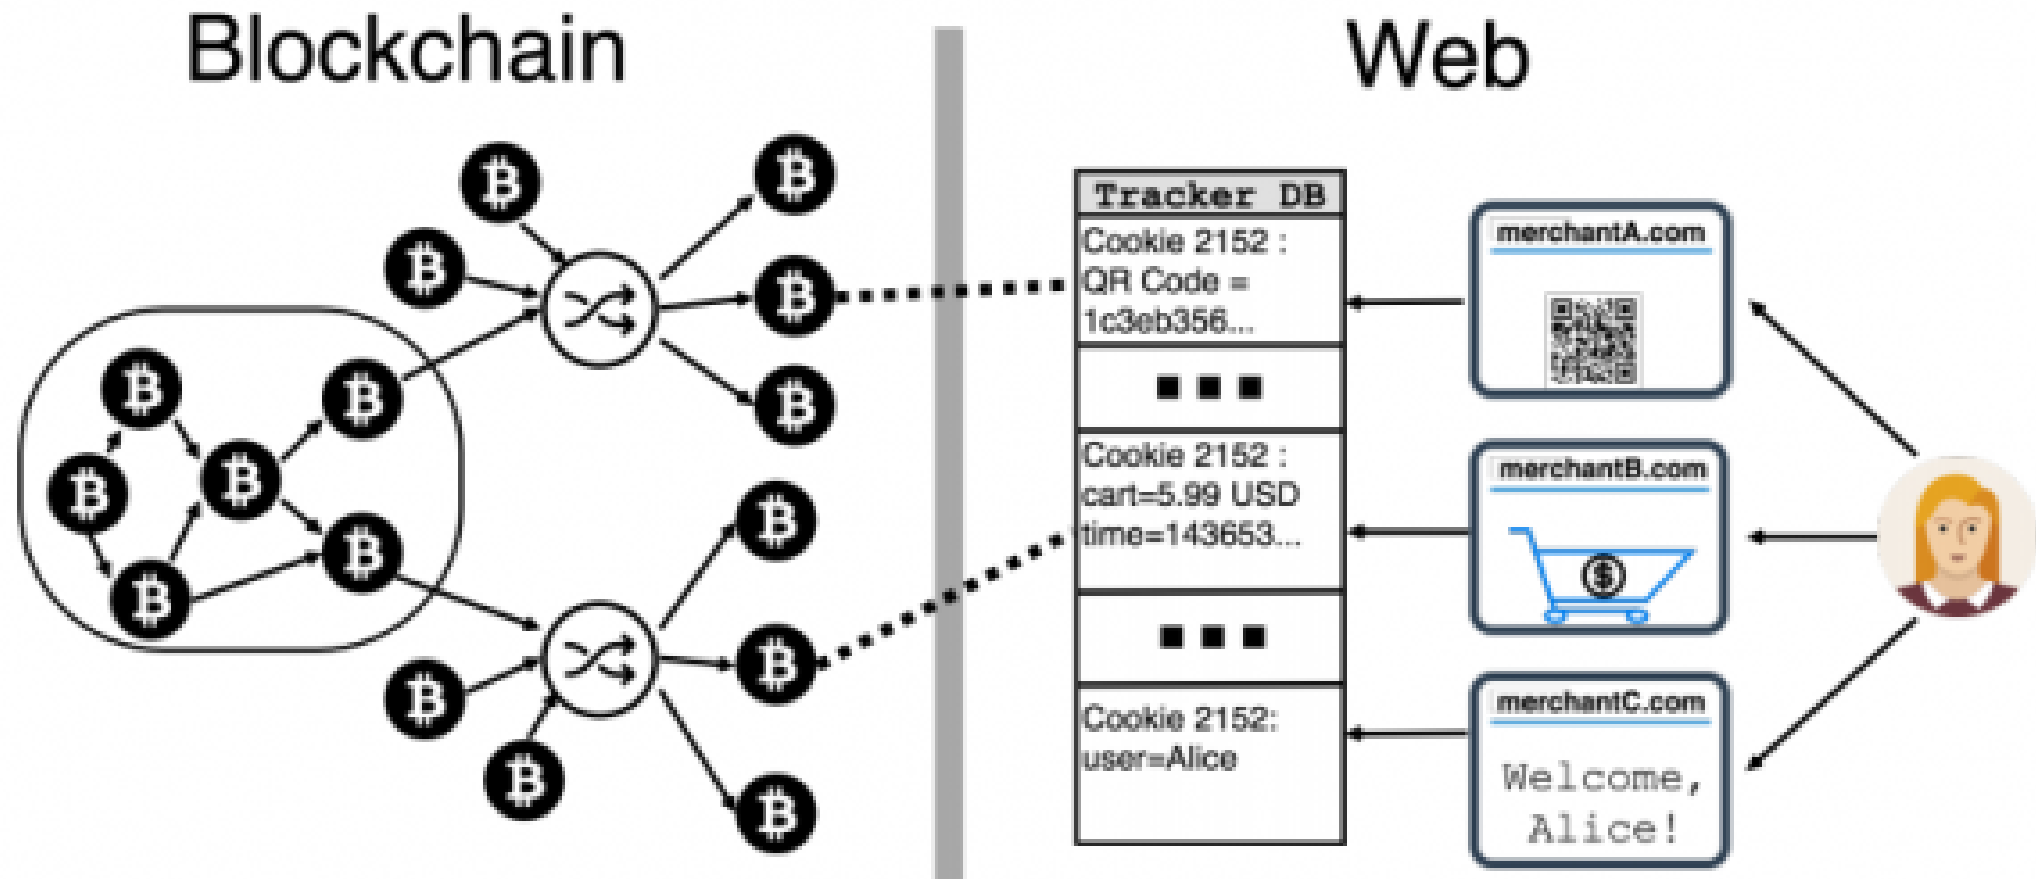 Blockchain
Web
Tracker DB
Cookie 2152 :
QR Code =
1c3eb356...
Cookie 2152 :
cart=5.99 USD
time=143653...
Cookie 2152:
user=Alice
merchantA.com
merchantB.com
$
merchantC.com
Welcome,
Alice!